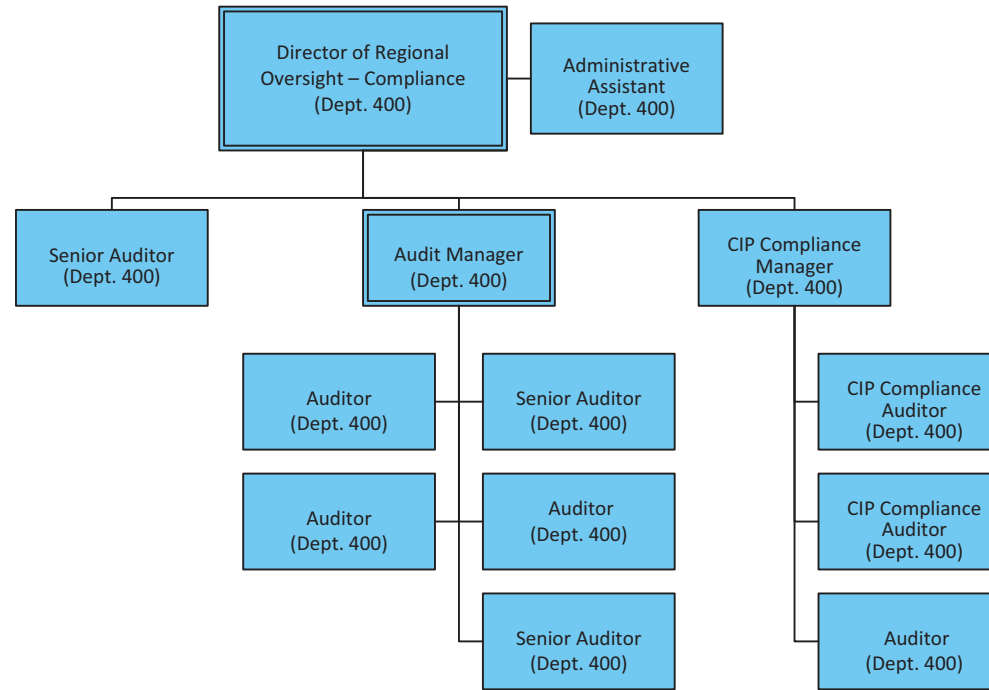 Director of Regional
Oversight – Compliance
(Dept. 400)
Administrative
Assistant
(Dept. 400)
Senior Auditor
(Dept. 400)
Audit Manager
(Dept. 400)
CIP Compliance
Manager
(Dept. 400)
Auditor
(Dept. 400)
Senior Auditor
(Dept. 400)
CIP Compliance
Auditor
(Dept. 400)
Auditor
(Dept. 400)
Auditor
(Dept. 400)
CIP Compliance
Auditor
(Dept. 400)
Senior Auditor
(Dept. 400)
Auditor
(Dept. 400)